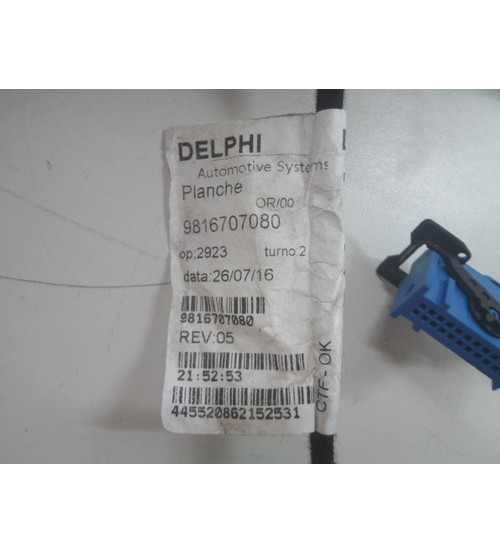 DELPHI
Automotive Systems
Planche
OR/00
9816707080
op:2923 turno:2
data:26/07/16
9816707080
REV:05
21:52:53
445520862152531
CTF-OK